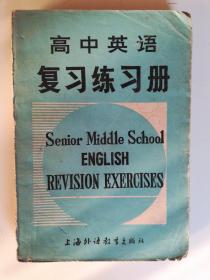 高中英语
复习练习册
Senior Middle School
ENGLISH
REVISION EXERCISES
上海外语教育出版社